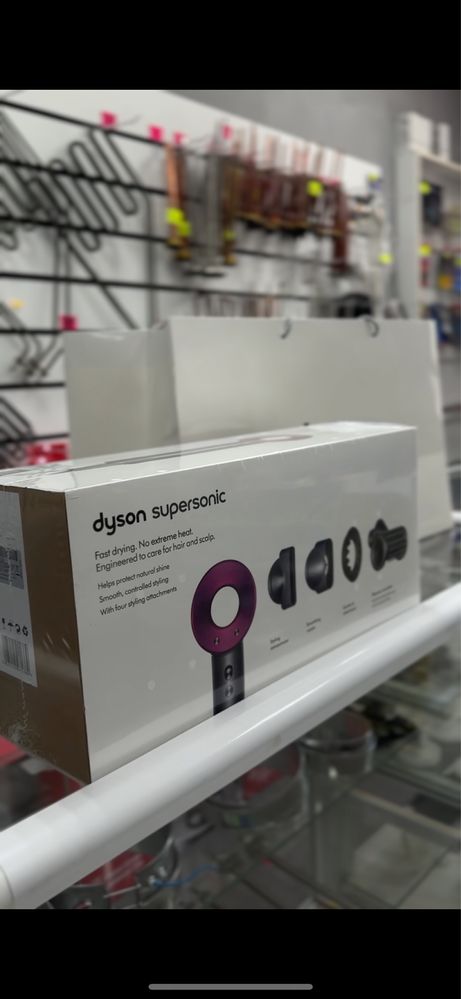 dyson supersonic
Fast drying. No extreme heat.
Engineered to care for hair and scalp.
Helps protect natural shine
Smooth, controlled styling
With four styling attachments